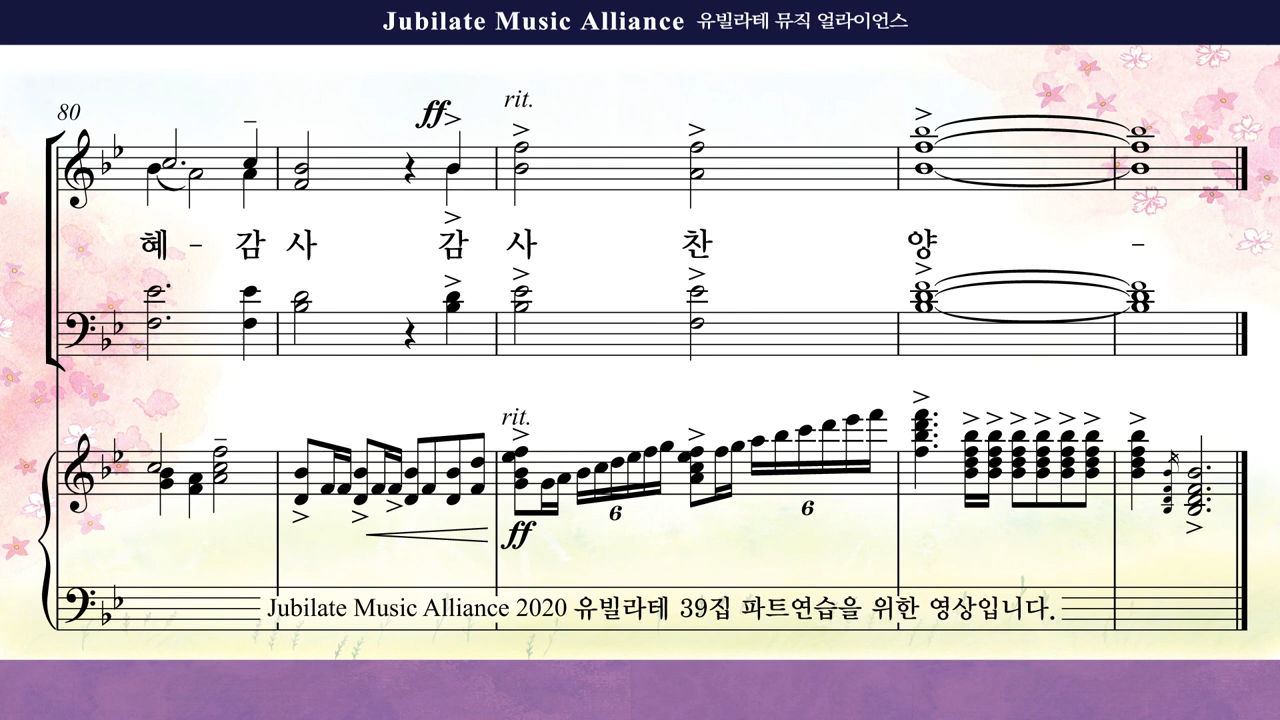 Jubilate Music Alliance 유빌라테 뮤직 얼라이언스
80
ff
rit.
혜 - 감 사 감 사 찬 양 -
rit.
6
6
ff
Jubilate Music Alliance 2020 유빌라테 39집 파트연습을 위한 영상입니다.